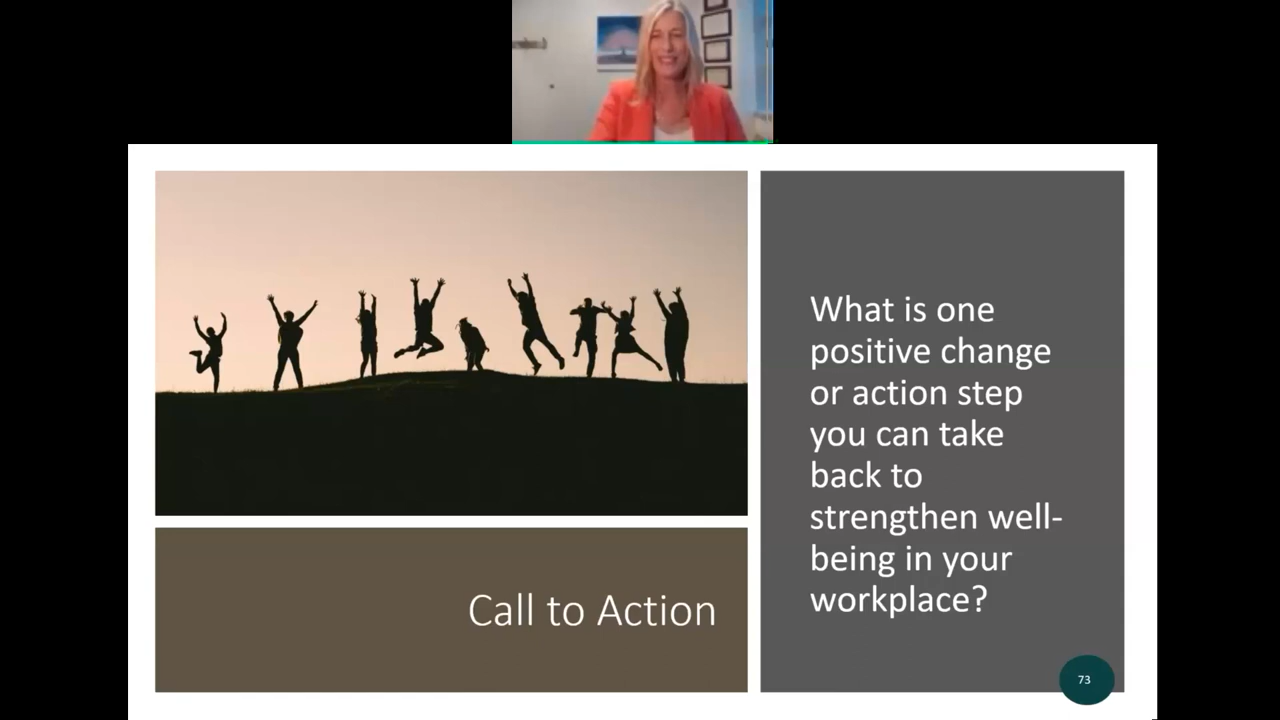 Call to Action
What is one
positive change
or action step
you can take
back to
strengthen well-
being in your
workplace?
73